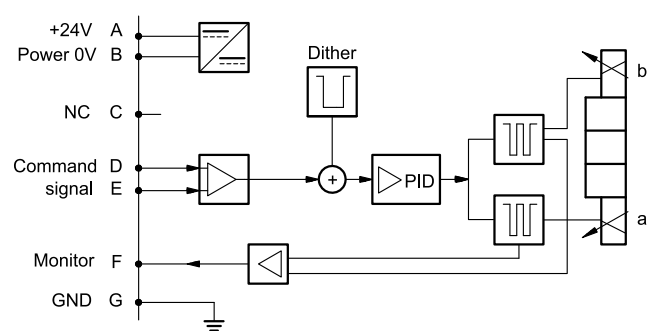 +24V A
Power 0V B
Dither
b
NC C
Command D
signal E
PID
a
Monitor F
GND G